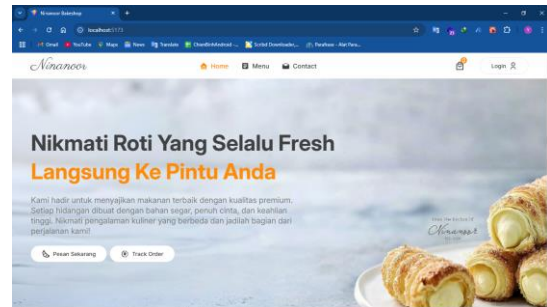 Ninanoor Bakeshop
localhost:5173
Gmail YouTube Maps News Translate
Ninanoor
Home Menu Contact
Login
Nikmati Roti Yang Selalu Fresh
Langsung Ke Pintu Anda
Kami hadir untuk menyajikan makanan terbaik dengan kualitas premium.
Setiap hidangan dibuat dengan bahan segar, penuh cinta, dan keahlian
tinggi. Nikmati pengalaman kuliner yang berbeda dan jadilah bagian dari
perjalanan kami!
Ninanoor
Pesan Sekarang Track Order